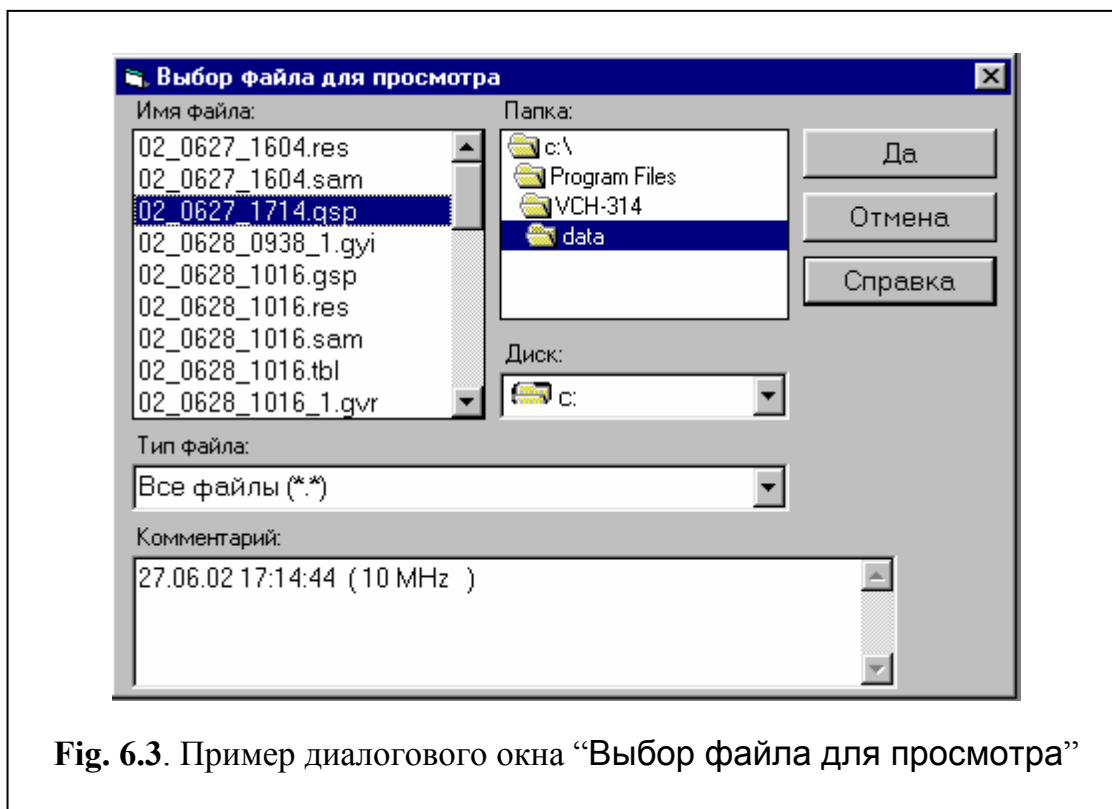 Выбор файла для просмотра
Имя файла:
02_0627_1604.res
02_0627_1604.sam
02_0627_1714.gsp
02_0628_0938_1.gyi
02_0628_1016.gsp
02_0628_1016.res
02_0628_1016.sam
02_0628_1016.tbl
02_0628_1016_1.gvr
Папка:
c:\
Program Files
VCH-314
data
Диск:
c:
Да
Отмена
Справка
Тип файла:
Все файлы (*.*)
Комментарий:
27.06.02 17:14:44 ( 10 MHz )
Fig. 6.3. Пример диалогового окна “Выбор файла для просмотра”